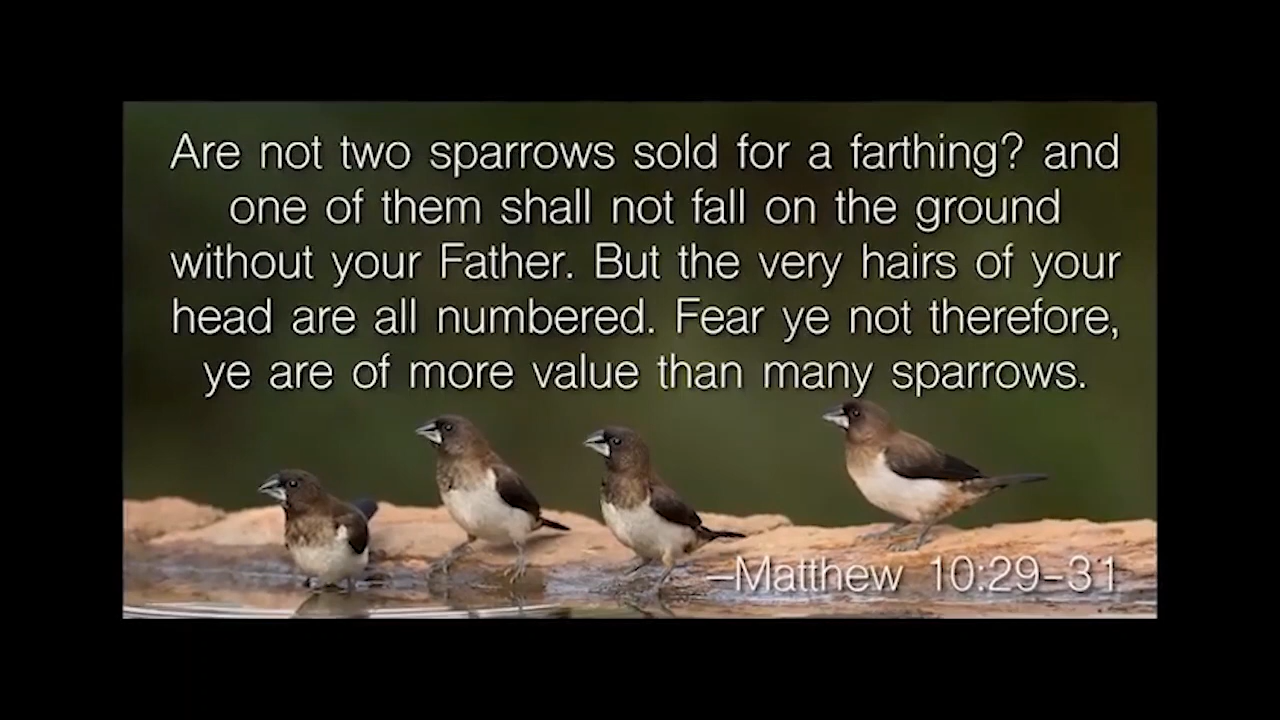 Are not two sparrows sold for a farthing? and
one of them shall not fall on the ground
without your Father. But the very hairs of your
head are all numbered. Fear ye not therefore,
ye are of more value than many sparrows.
–Matthew 10:29–31